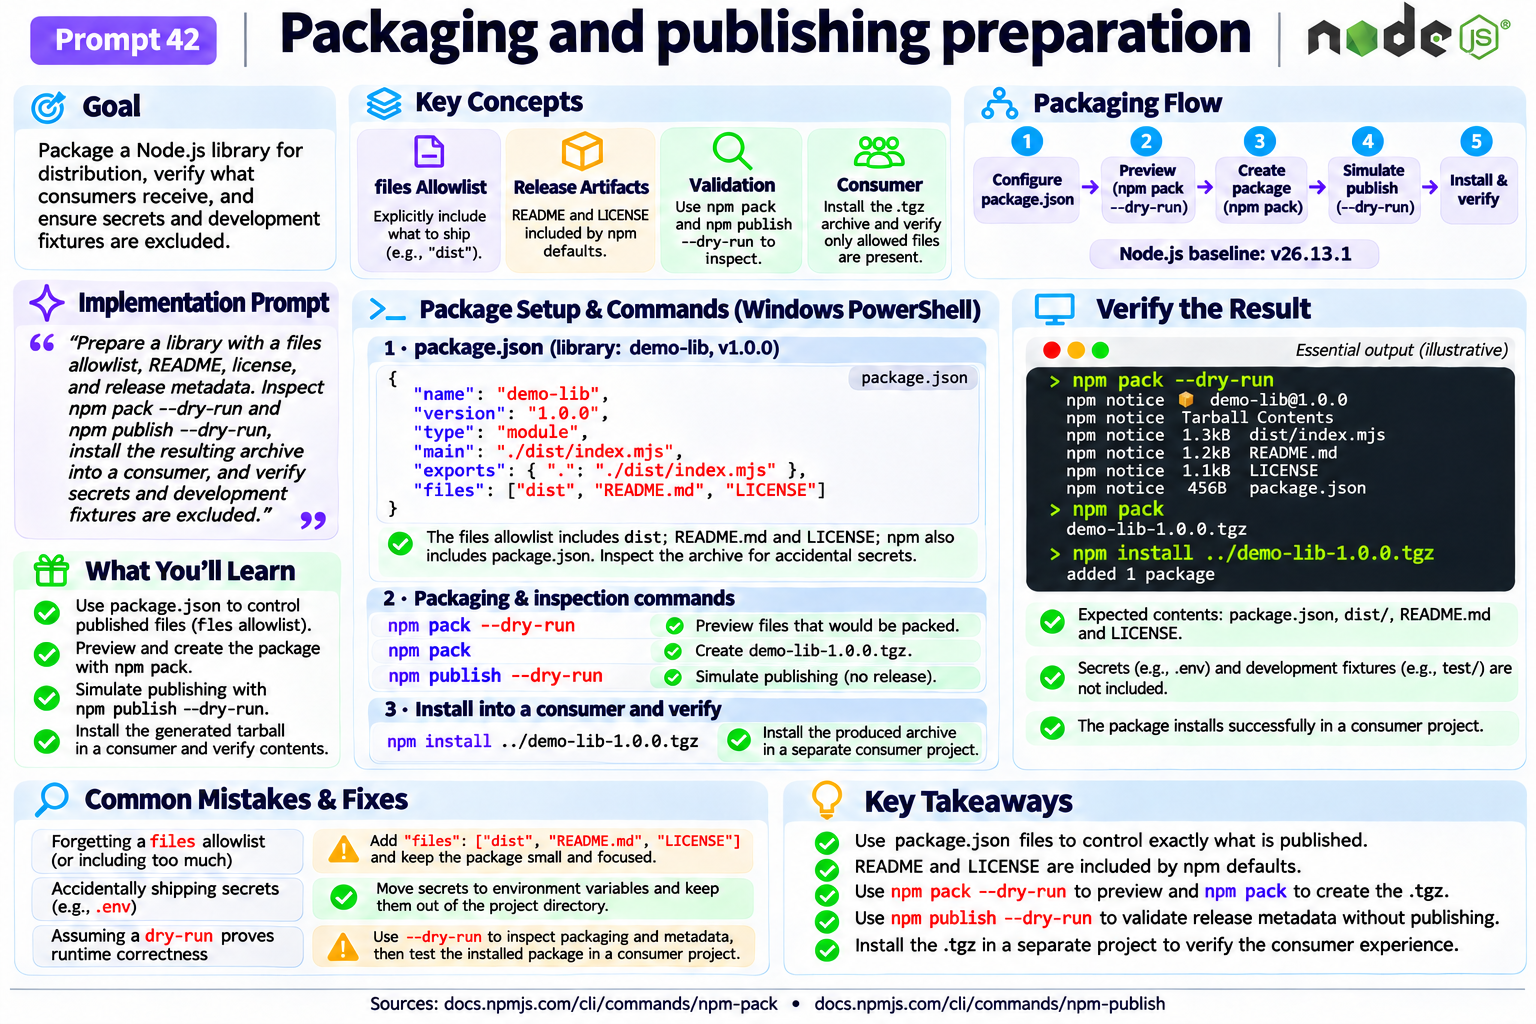 Prompt 42
Packaging and publishing preparation
node JS ®
Goal
Package a Node.js library for
distribution, verify what
consumers receive, and
ensure secrets and development
fixtures are excluded.
Key Concepts
files Allowlist
Explicitly include
what to ship
(e.g., "dist").
Release Artifacts
README and LICENSE
included by npm
defaults.
Validation
Use npm pack
and npm publish
--dry-run to
inspect.
Consumer
Install the .tgz
archive and verify
only allowed files
are present.
Packaging Flow
1
Configure
package.json
2
Preview
(npm pack
--dry-run)
3
Create
package
(npm pack)
4
Simulate
publish
(--dry-run)
5
Install &
verify
Node.js baseline: v26.13.1
Implementation Prompt
“Prepare a library with a files
allowlist, README, license,
and release metadata. Inspect
npm pack --dry-run and
npm publish --dry-run,
install the resulting archive
into a consumer, and verify
secrets and development
fixtures are excluded.”
What You’ll Learn
Use package.json to control
published files (fles allowlist).
Preview and create the package
with npm pack.
Simulate publishing with
npm publish --dry-run.
Install the generated tarball
in a consumer and verify contents.
Package Setup & Commands (Windows PowerShell)
1 · package.json (library: demo-lib, v1.0.0)
package.json
{
"name": "demo-lib",
"version": "1.0.0",
"type": "module",
"main": "./dist/index.mjs",
"exports": { ".": "./dist/index.mjs" },
"files": ["dist", "README.md", "LICENSE"]
}
The files allowlist includes dist; README.md and LICENSE; npm also
includes package.json. Inspect the archive for accidental secrets.
2 · Packaging & inspection commands
npm pack --dry-run
Preview files that would be packed.
npm pack
Create demo-lib-1.0.0.tgz.
npm publish --dry-run
Simulate publishing (no release).
3 · Install into a consumer and verify
npm install ../demo-lib-1.0.0.tgz
Install the produced archive
in a separate consumer project.
Verify the Result
Essential output (illustrative)
> npm pack --dry-run
npm notice 📦 demo-lib@1.0.0
npm notice Tarball Contents
npm notice 1.3kB dist/index.mjs
npm notice 1.2kB README.md
npm notice 1.1kB LICENSE
npm notice 456B package.json
> npm pack
demo-lib-1.0.0.tgz
> npm install ../demo-lib-1.0.0.tgz
added 1 package
Expected contents: package.json, dist/, README.md
and LICENSE.
Secrets (e.g., .env) and development fixtures (e.g., test/) are
not included.
The package installs successfully in a consumer project.
Common Mistakes & Fixes
Forgetting a files allowlist
(or including too much)
Add "files": ["dist", "README.md", "LICENSE"]
and keep the package small and focused.
Accidentally shipping secrets
(e.g., .env)
Move secrets to environment variables and keep
them out of the project directory.
Assuming a dry-run proves
runtime correctness
Use --dry-run to inspect packaging and metadata,
then test the installed package in a consumer project.
Key Takeaways
Use package.json files to control exactly what is published.
README and LICENSE are included by npm defaults.
Use npm pack --dry-run to preview and npm pack to create the .tgz.
Use npm publish --dry-run to validate release metadata without publishing.
Install the .tgz in a separate project to verify the consumer experience.
Sources: docs.npmjs.com/cli/commands/npm-pack • docs.npmjs.com/cli/commands/npm-publish